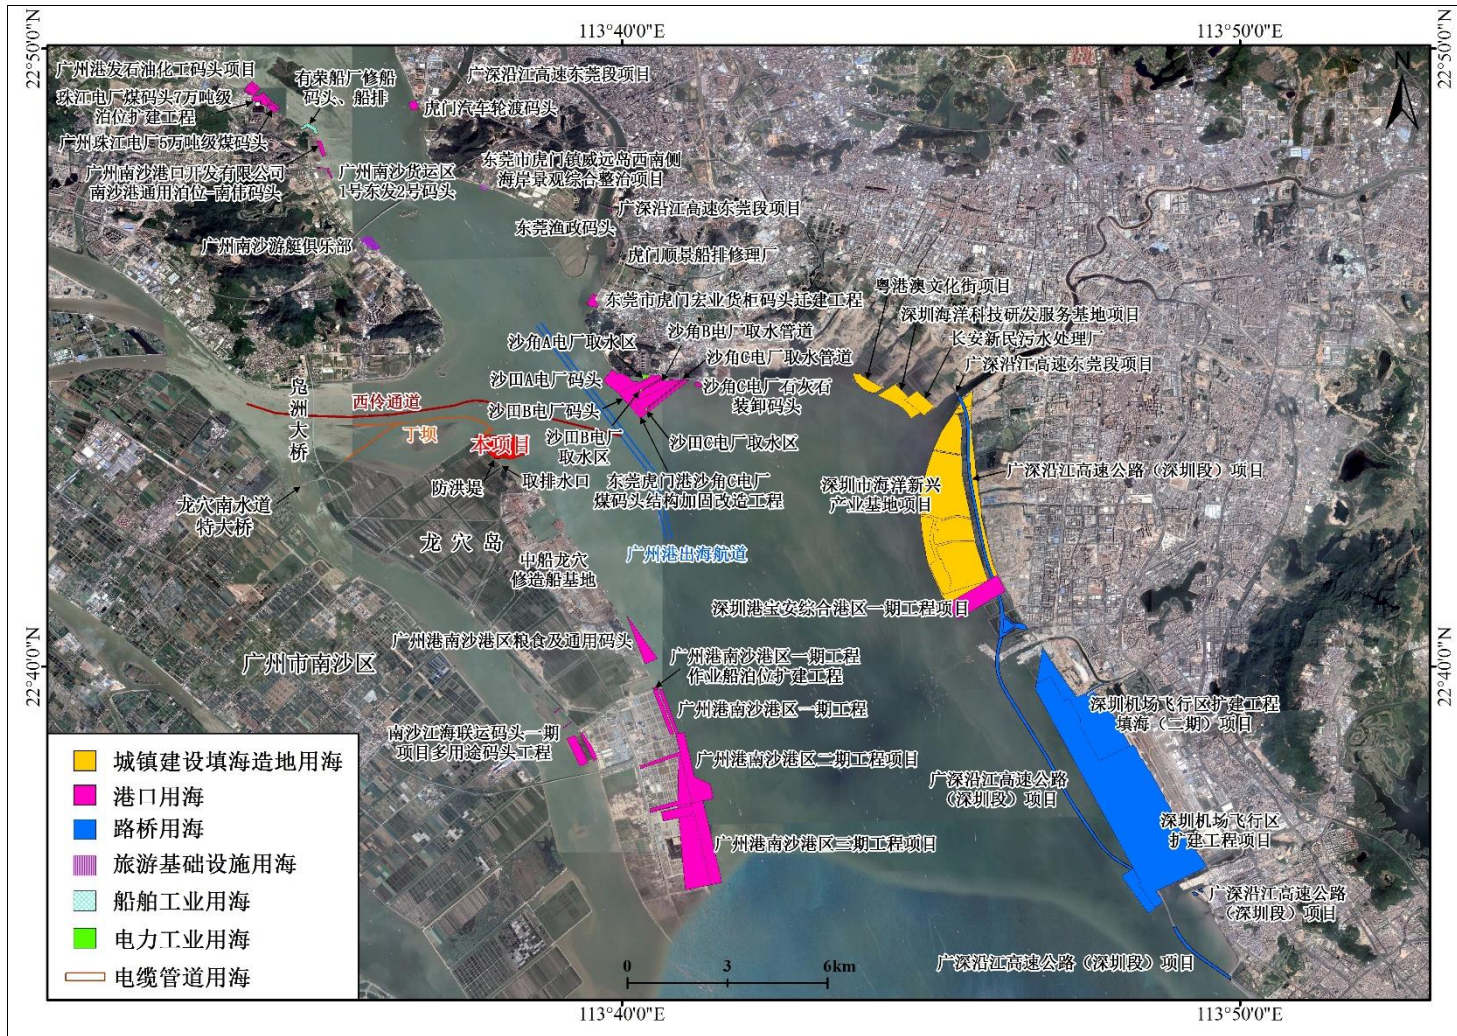 113°40'0"E
113°50'0"E
22°50'0"N
22°50'0"N
N
广州港发石油化工码头项目
有荣船厂修船
码头、船排
广深沿江高速东莞段项目
珠江电厂煤码头7万吨级
泊位扩建工程
虎门汽车轮渡码头
广州珠江电厂5万吨级煤码头
广州南沙港口开发有限公司
南沙港通用泊位-南伟码头
广州南沙货运区
1号东发2号码头
东莞市虎门镇威远岛西南侧
海岸景观综合整治项目
广深沿江高速东莞段项目
东莞渔政码头
广州南沙游艇俱乐部
虎门顺景船排修理厂
粤港澳文化街项目
东莞市虎门宏业货柜码头迁建工程
深圳海洋科技研发服务基地项目
沙角A电厂取水区
沙角B电厂取水管道
长安新民污水处理厂
沙角C电厂取水管道
广深沿江高速东莞段项目
沙田A电厂码头
沙角C电厂石灰石
装卸码头
凫洲大桥
西伶通道
沙田B电厂码头
丁坝
本项目
沙田B电厂
取水区
沙田C电厂取水区
防洪堤
取排水口
东莞虎门港沙角C电厂
煤码头结构加固改造工程
广深沿江高速公路（深圳段）项目
深圳市海洋新兴
产业基地项目
龙穴南水道
特大桥
龙穴岛
中船龙穴
修造船基地
广州港出海航道
深圳港宝安综合港区一期工程项目
广州港南沙港区粮食及通用码头
广州市南沙区
广州港南沙港区一期工程
作业船泊位扩建工程
22°40'0"N
22°40'0"N
广州港南沙港区一期工程
深圳机场飞行区扩建工程
填海（二期）项目
南沙江海联运码头一期
项目多用途码头工程
广州港南沙港区二期工程项目
广深沿江高速公路
（深圳段）项目
深圳机场飞行区
扩建工程项目
广州港南沙港区三期工程项目
广深沿江高速公路
（深圳段）项目
广深沿江高速公路（深圳段）项目
城镇建设填海造地用海
港口用海
路桥用海
旅游基础设施用海
船舶工业用海
电力工业用海
电缆管道用海
0 3 6km
113°40'0"E
113°50'0"E